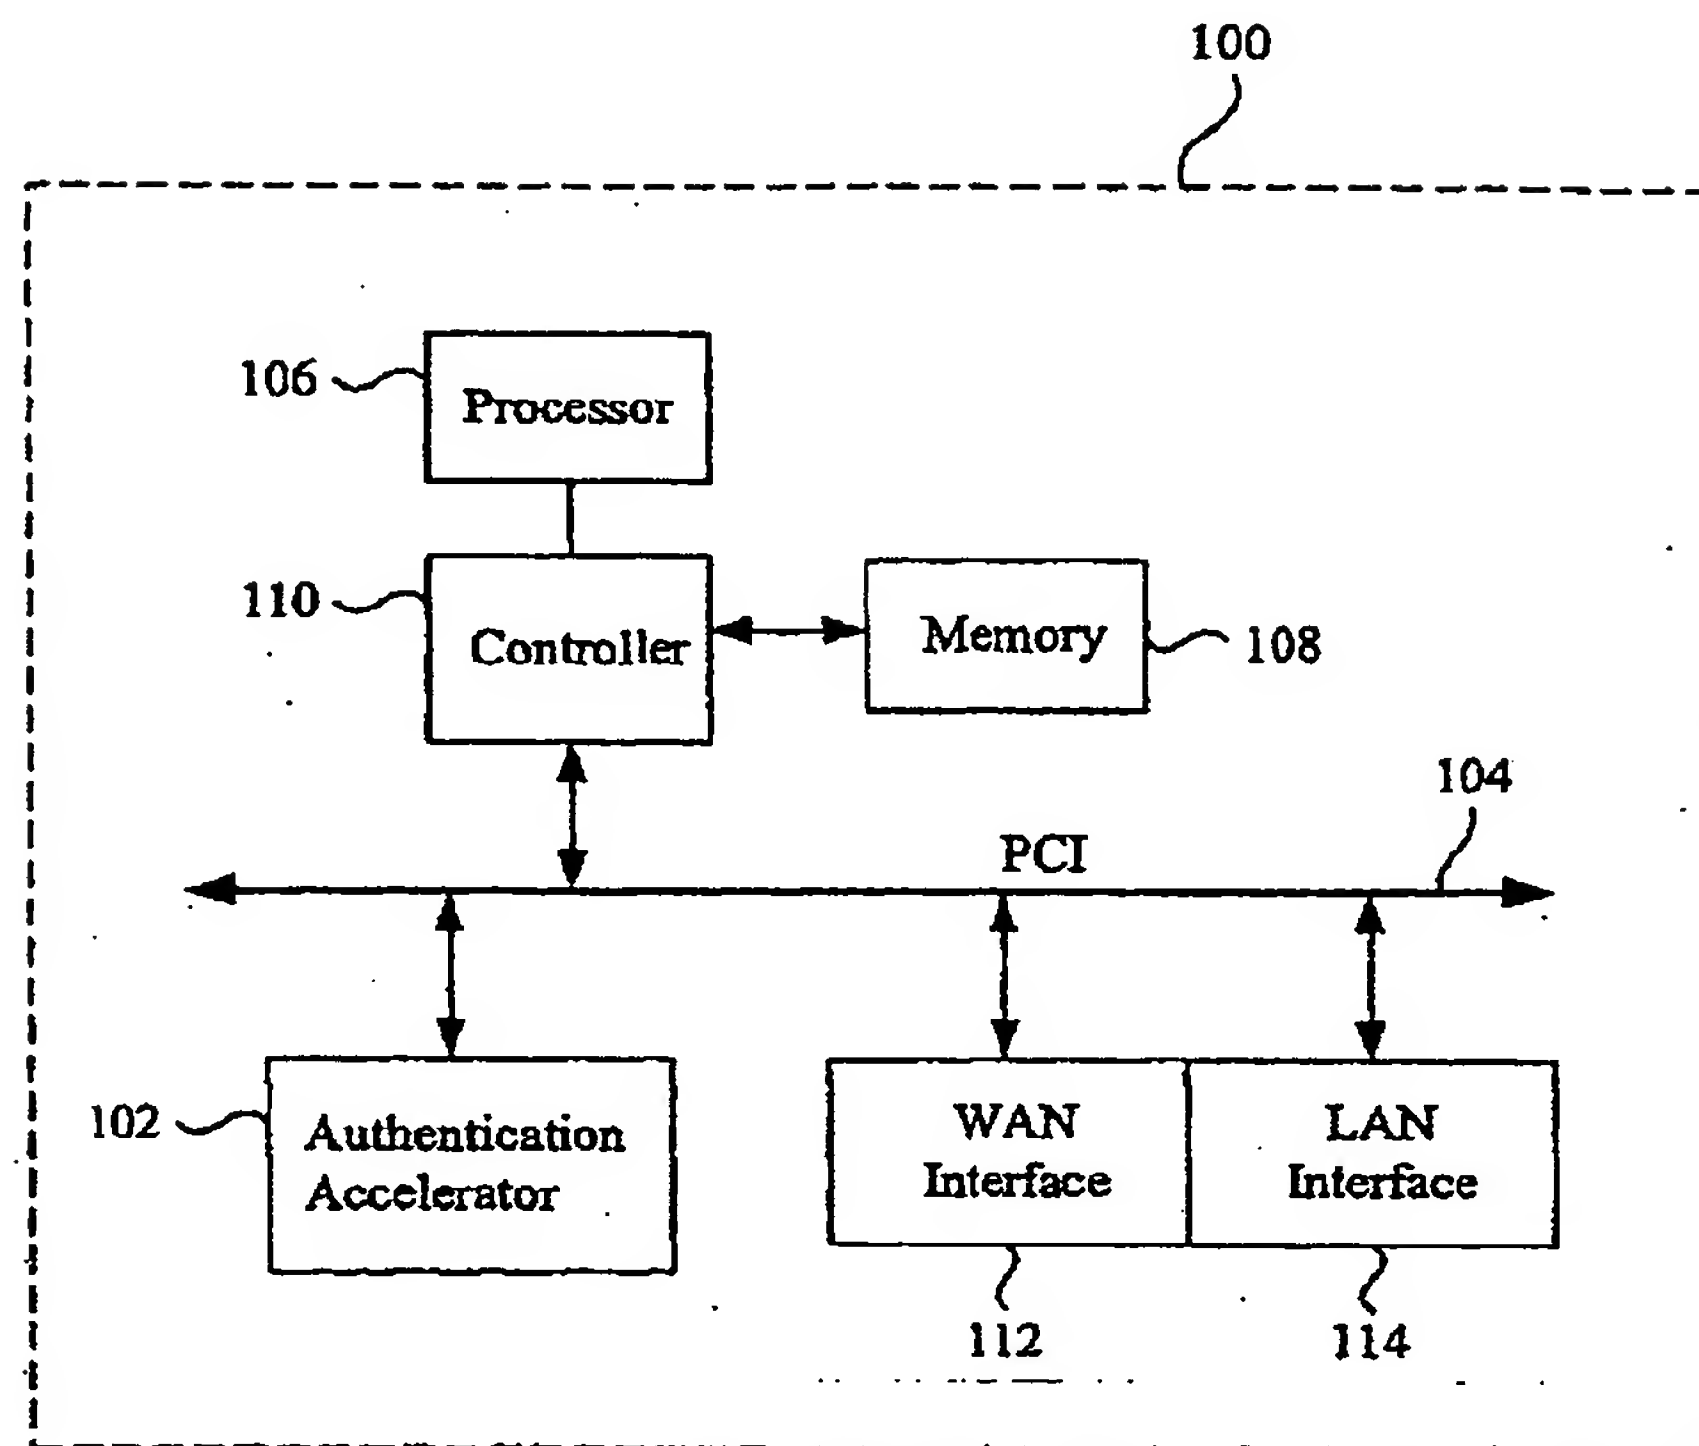 100
106
Processor
110
Controller
Memory
108
104
PCI
102
Authentication
Accelerator
WAN
Interface
LAN
Interface
112
114